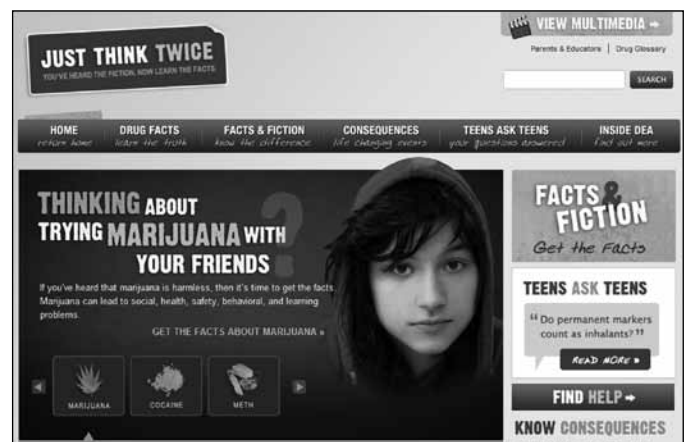 VIEW MULTIMEDIA
JUST THINK TWICE
YOU'VE HEARD THE FICTION. NOW LEARN THE FACTS.
Parents & Educators | Drug Glossary
SEARCH
HOME
return home
DRUG FACTS
learn the truth
FACTS & FICTION
know the difference
CONSEQUENCES
life changing events
TEENS ASK TEENS
your questions answered
INSIDE DEA
find out more
THINKING ABOUT
TRYING MARIJUANA WITH
YOUR FRIENDS
?
If you've heard that marijuana is harmless, then it's time to get the facts.
Marijuana can lead to social, health, safety, behavioral, and learning
problems.
GET THE FACTS ABOUT MARIJUANA »
MARIJUANA
COCAINE
METH
FACTS &
FICTION
Get the Facts
TEENS ASK TEENS
“Do permanent markers
count as inhalants?”
READ MORE »
FIND HELP
KNOW CONSEQUENCES